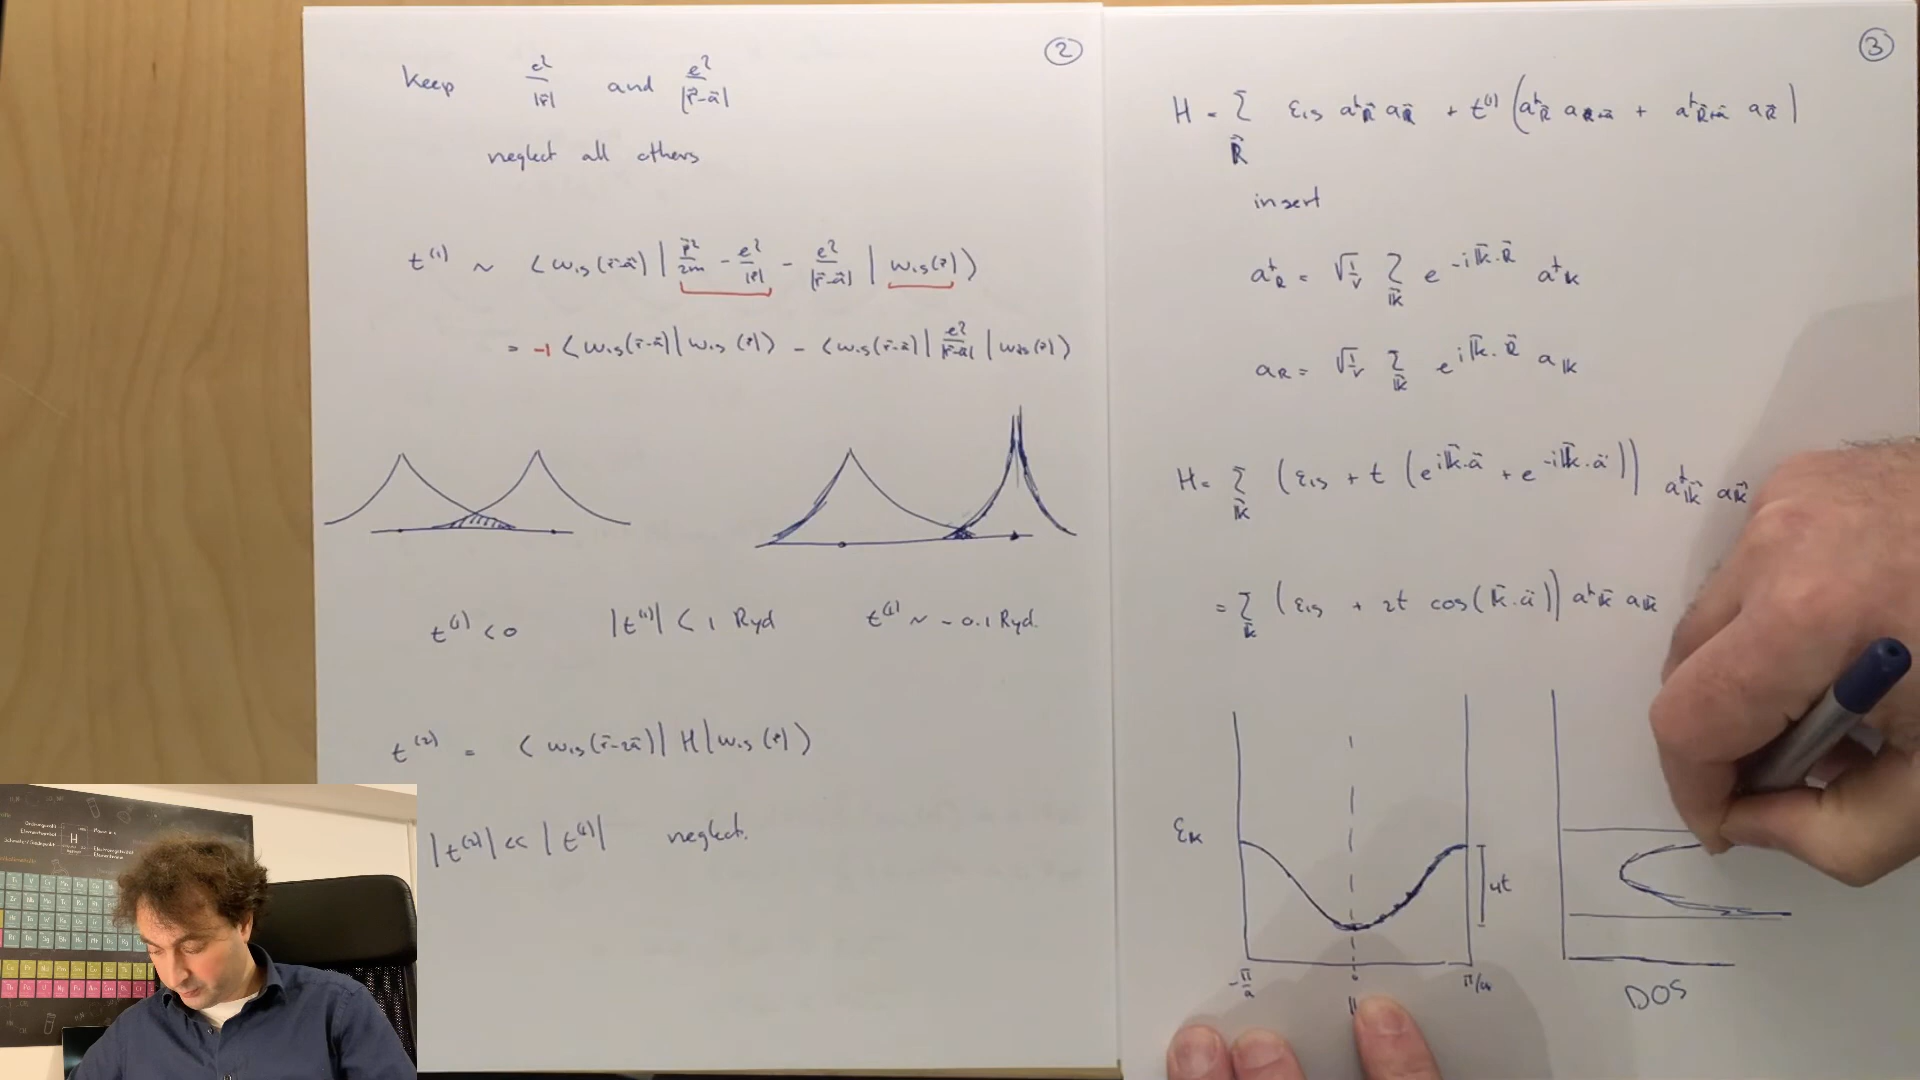 ②
Keep e²/|r⃗| and e²/|r⃗-a⃗|
neglect all others
t⁽¹⁾ ~ ⟨w₁ₛ(r⃗-a⃗)| p⃗²/2m - e²/|r⃗| - e²/|r⃗-a⃗| |w₁ₛ(r⃗)⟩
= -1 ⟨w₁ₛ(r⃗-a⃗)|w₁ₛ(r⃗)⟩ - ⟨w₁ₛ(r⃗-a⃗)| e²/|r⃗-a⃗| |w₁ₛ(r⃗)⟩
t⁽¹⁾ < 0 |t⁽¹⁾| < 1 Ryd t⁽¹⁾ ~ -0.1 Ryd.
t⁽²⁾ = ⟨w₁ₛ(r⃗-2a⃗)|H|w₁ₛ(r⃗)⟩
|t⁽²⁾| << |t⁽¹⁾| neglect.
③
H = Σ_R⃗ ε₁ₛ a†_R⃗ a_R⃗ + t⁽¹⁾ (a†_R⃗ a_R+a + a†_R⃗+a⃗ a_R⃗)
insert
a†_R = √(1/V) Σ_k⃗ e^(-ik⃗·R⃗) a†_k
a_R = √(1/V) Σ_k⃗ e^(ik⃗·R⃗) a_k
H = Σ_k⃗ (ε₁ₛ + t (e^(ik⃗·a⃗) + e^(-ik⃗·a⃗))) a†_k⃗ a_k⃗
= Σ_k⃗ (ε₁ₛ + 2t cos(k⃗·a⃗)) a†_k⃗ a_k⃗
ε_k
4t
-π/a 0 π/a
DOS
H